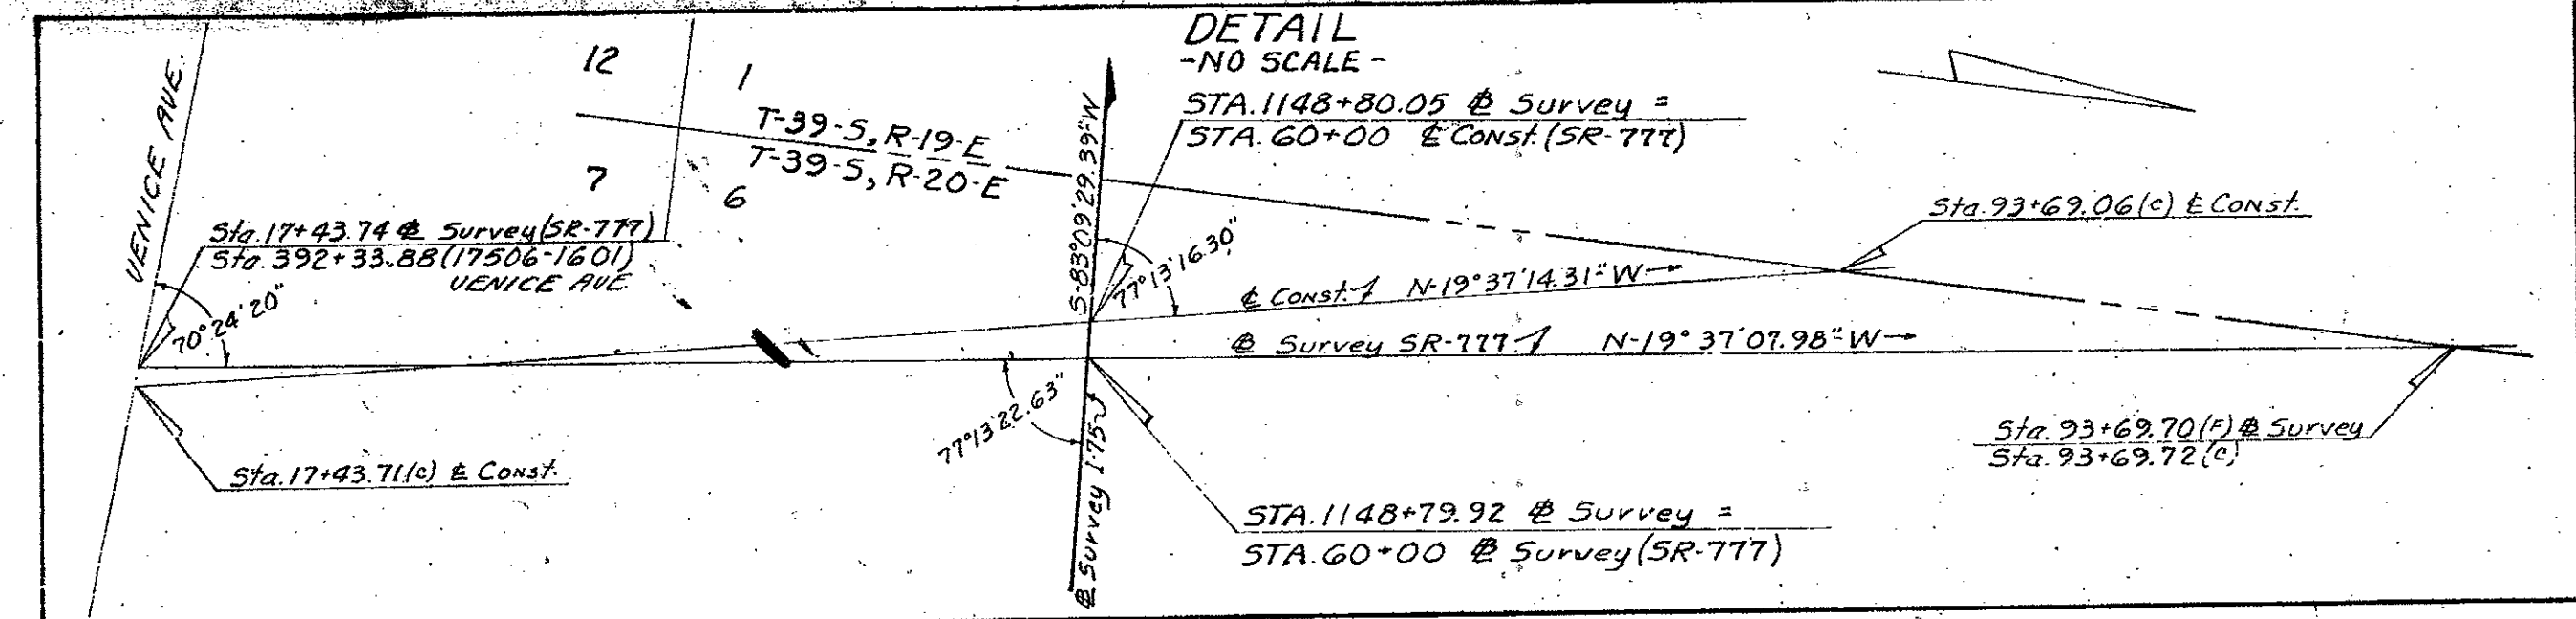 DETAIL
-NO SCALE-
VENICE AVE.
12
1
T-39-S, R-19-E
T-39-S, R-20-E
7
6
STA. 1148+80.05 ℄ Survey =
STA. 60+00 ℄ Const. (SR-777)
Sta. 93+69.06 (c) ℄ Const.
Sta. 17+43.74 ℄ Survey (SR-777)
Sta. 392+33.88 (17506-1601)
VENICE AVE
70°24'20"
S-83°09'29.39"W
77°13'16.30"
℄ Const. N-19°37'14.31"W
℄ Survey SR-777 N-19°37'07.98"W
77°13'22.63"
℄ Survey I-75
Sta. 17+43.71 (c) ℄ Const.
Sta. 93+69.70 (F) ℄ Survey
Sta. 93+69.72 (c)
STA. 1148+79.92 ℄ Survey =
STA. 60+00 ℄ Survey (SR-777)